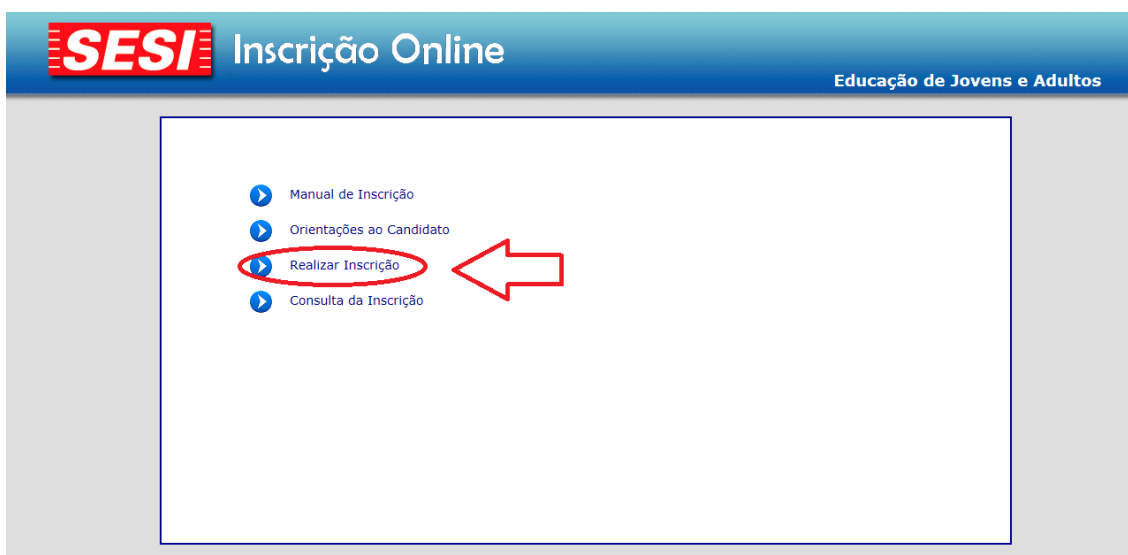 SESI Inscrição Online
Educação de Jovens e Adultos
Manual de Inscrição
Orientações ao Candidato
Realizar Inscrição
Consulta da Inscrição